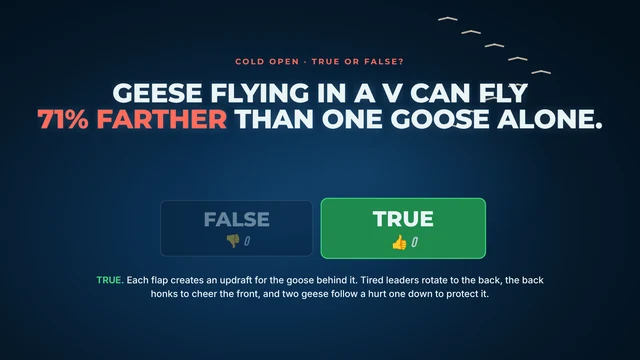 COLD OPEN · TRUE OR FALSE?
GEESE FLYING IN A V CAN FLY
71% FARTHER THAN ONE GOOSE ALONE.
FALSE
👎 0
TRUE
👍 0
TRUE. Each flap creates an updraft for the goose behind it. Tired leaders rotate to the back, the back
honks to cheer the front, and two geese follow a hurt one down to protect it.